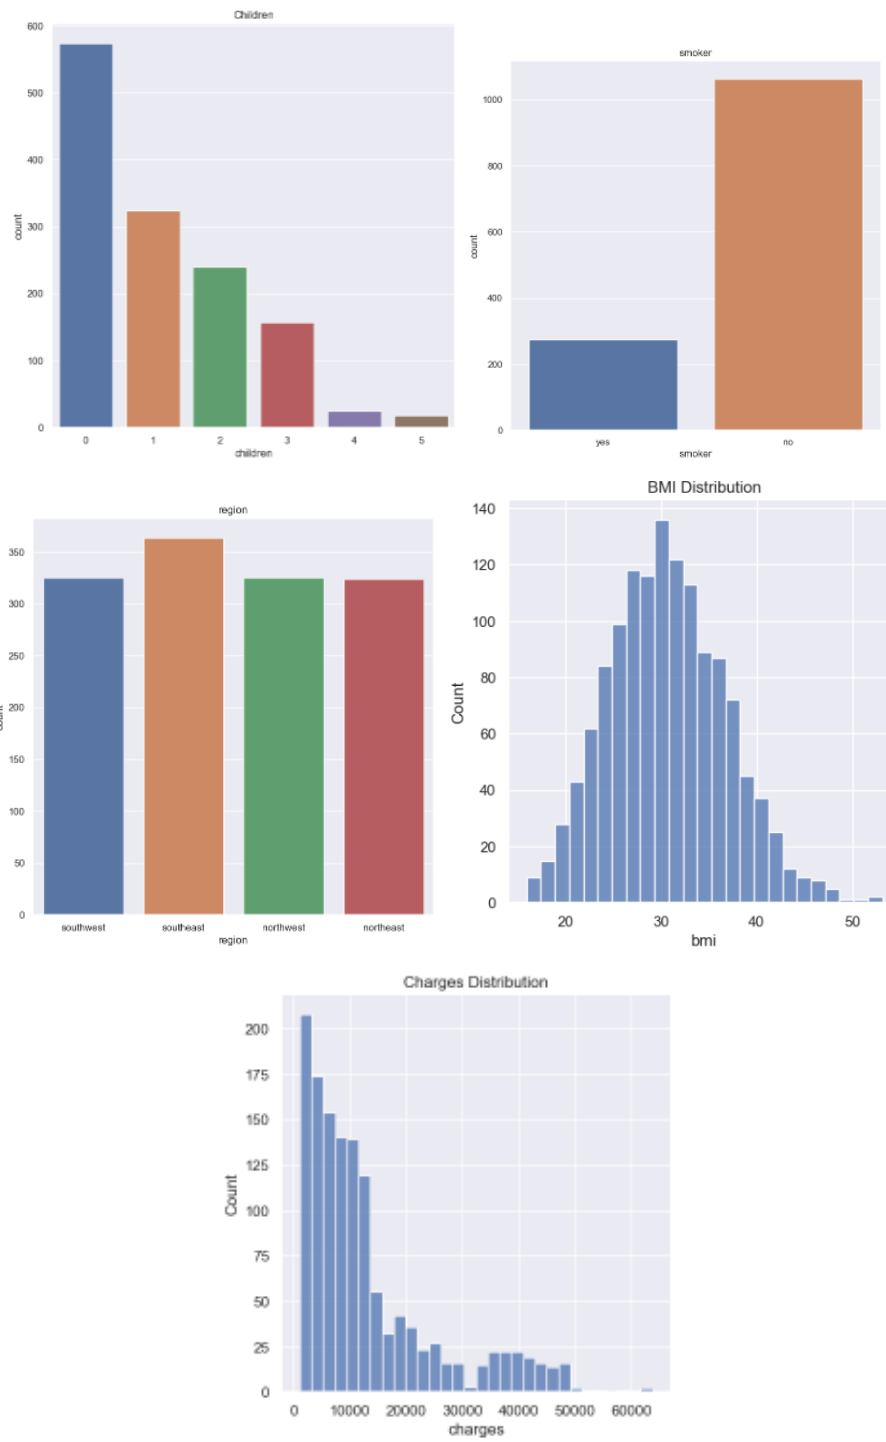 Children
600
500
400
300
200
100
0
count
0 1 2 3 4 5
children
smoker
1000
800
600
400
200
0
count
yes no
smoker
region
350
300
250
200
150
100
50
0
southwest southeast northwest northeast
region
BMI Distribution
140
120
100
80
60
40
20
0
Count
20 30 40 50
bmi
Charges Distribution
200
175
150
125
100
75
50
25
0
Count
0 10000 20000 30000 40000 50000 60000
charges